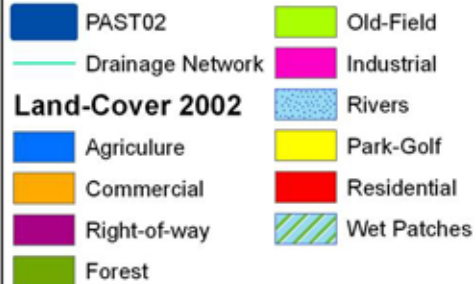 PAST02
Drainage Network
Land-Cover 2002
Agriculure
Commercial
Right-of-way
Forest
Old-Field
Industrial
Rivers
Park-Golf
Residential
Wet Patches